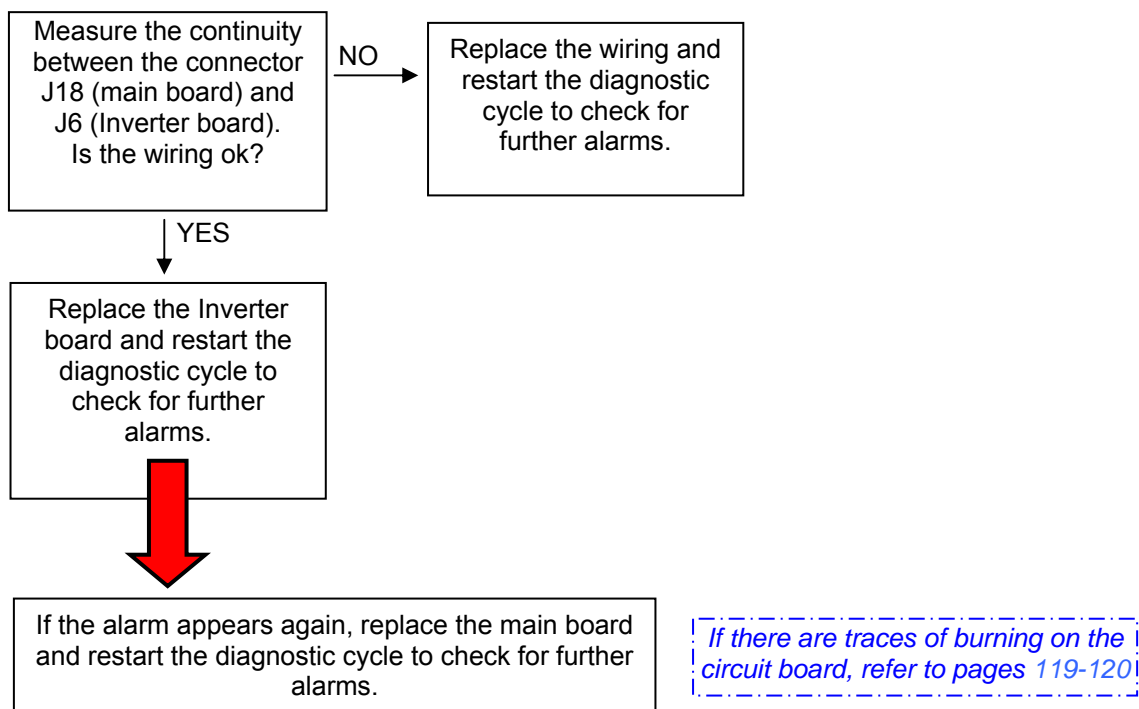 Measure the continuity
between the connector
J18 (main board) and
J6 (Inverter board).
Is the wiring ok?
NO
Replace the wiring and
restart the diagnostic
cycle to check for
further alarms.
YES
Replace the Inverter
board and restart the
diagnostic cycle to
check for further
alarms.
If the alarm appears again, replace the main board
and restart the diagnostic cycle to check for further
alarms.
If there are traces of burning on the
circuit board, refer to pages 119-120